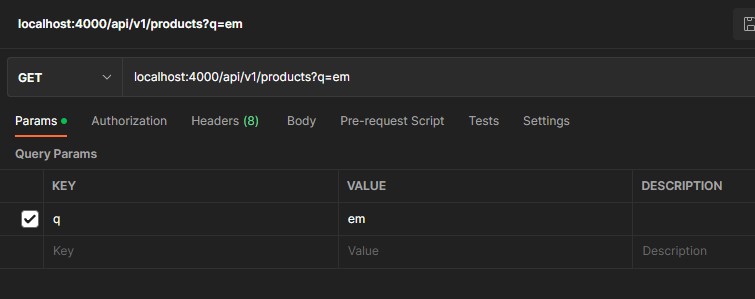 localhost:4000/api/v1/products?q=em
GET localhost:4000/api/v1/products?q=em
Params Authorization Headers (8) Body Pre-request Script Tests Settings
Query Params
KEY VALUE DESCRIPTION
q em
Key Value Description